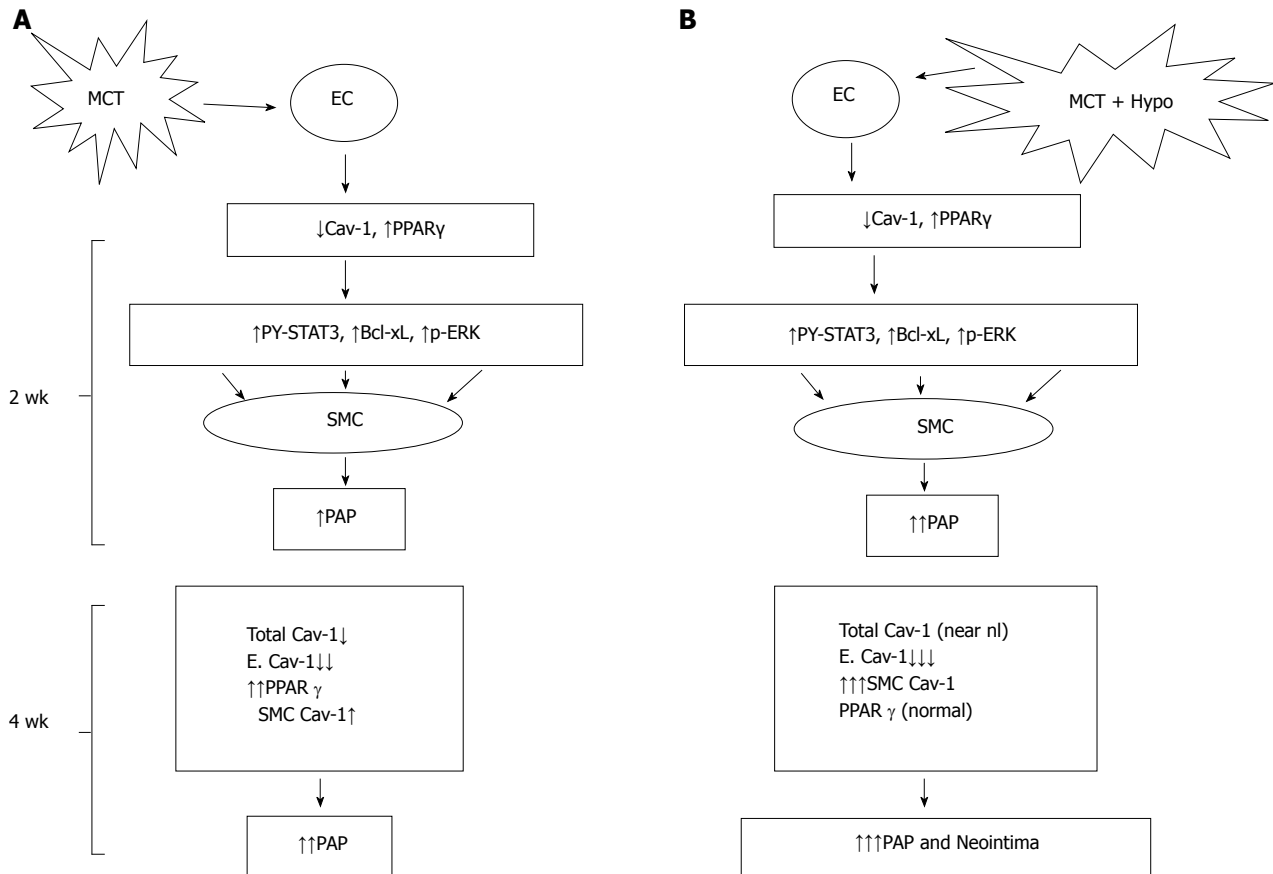 A
MCT
EC
↓Cav-1, ↑PPARγ
↑PY-STAT3, ↑Bcl-xL, ↑p-ERK
2 wk
SMC
↑PAP
Total Cav-1↓
E. Cav-1↓↓
↑↑PPAR γ
SMC Cav-1↑
4 wk
↑↑PAP
B
EC
MCT + Hypo
↓Cav-1, ↑PPARγ
↑PY-STAT3, ↑Bcl-xL, ↑p-ERK
SMC
↑↑PAP
Total Cav-1 (near nl)
E. Cav-1↓↓↓
↑↑↑SMC Cav-1
PPAR γ (normal)
↑↑↑PAP and Neointima